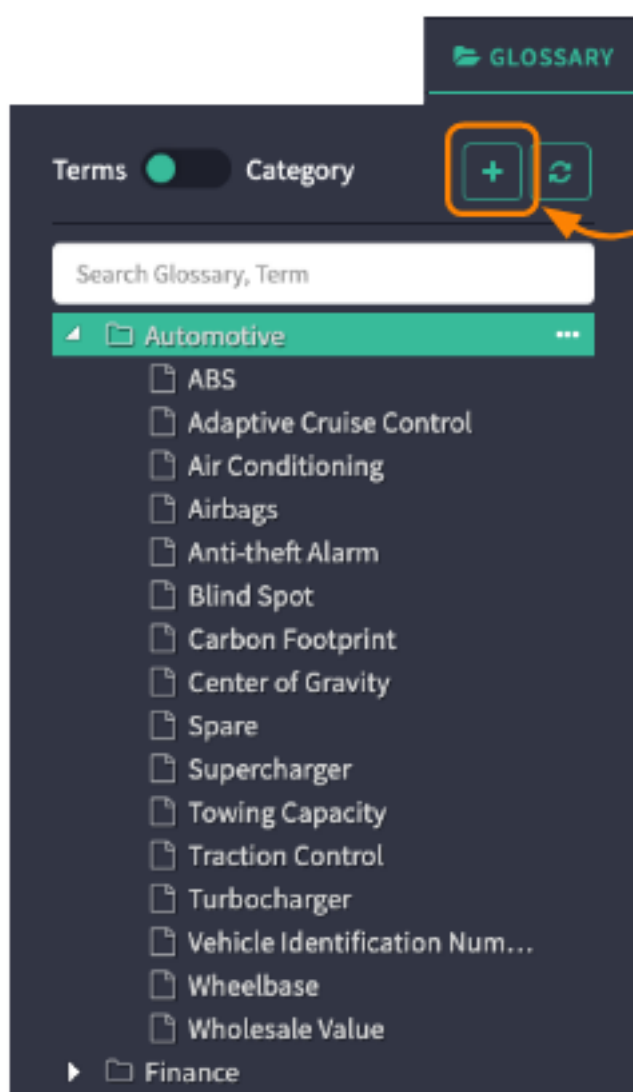 GLOSSARY
Terms Category
Search Glossary, Term
Automotive
ABS
Adaptive Cruise Control
Air Conditioning
Airbags
Anti-theft Alarm
Blind Spot
Carbon Footprint
Center of Gravity
Spare
Supercharger
Towing Capacity
Traction Control
Turbocharger
Vehicle Identification Num...
Wheelbase
Wholesale Value
Finance